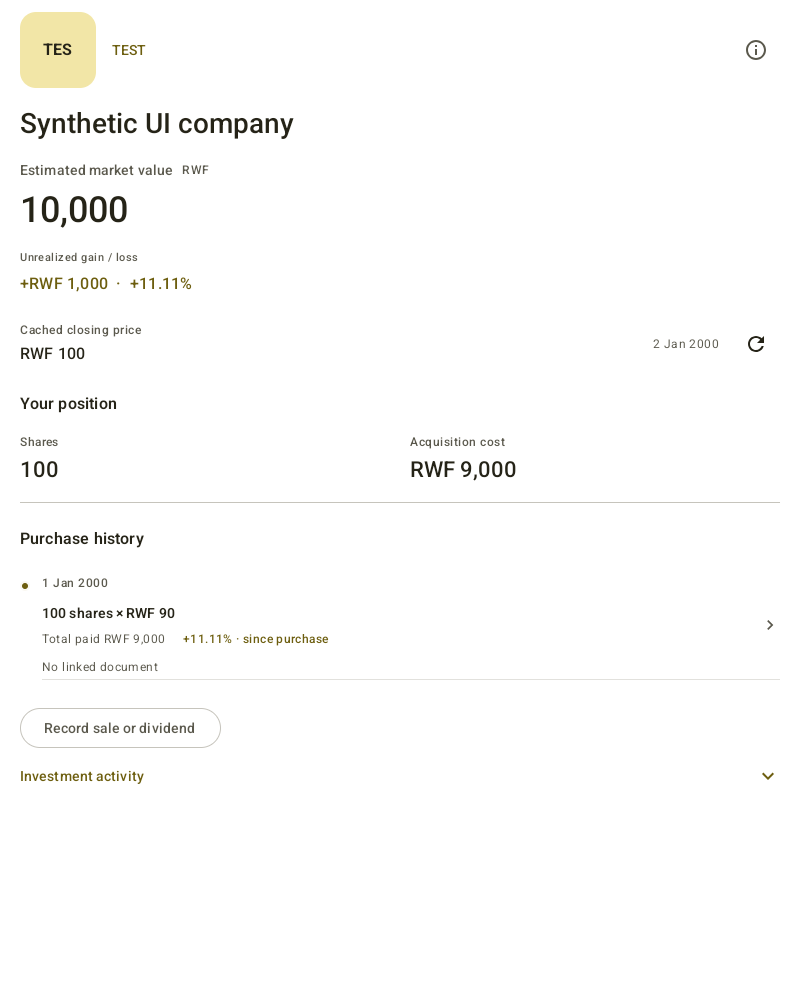 TES
TEST
Synthetic UI company
Estimated market value RWF
10,000
Unrealized gain / loss
+RWF 1,000 · +11.11%
Cached closing price
RWF 100
2 Jan 2000
Your position
Shares
100
Acquisition cost
RWF 9,000
Purchase history
1 Jan 2000
100 shares × RWF 90
Total paid RWF 9,000 +11.11% · since purchase
No linked document
Record sale or dividend
Investment activity